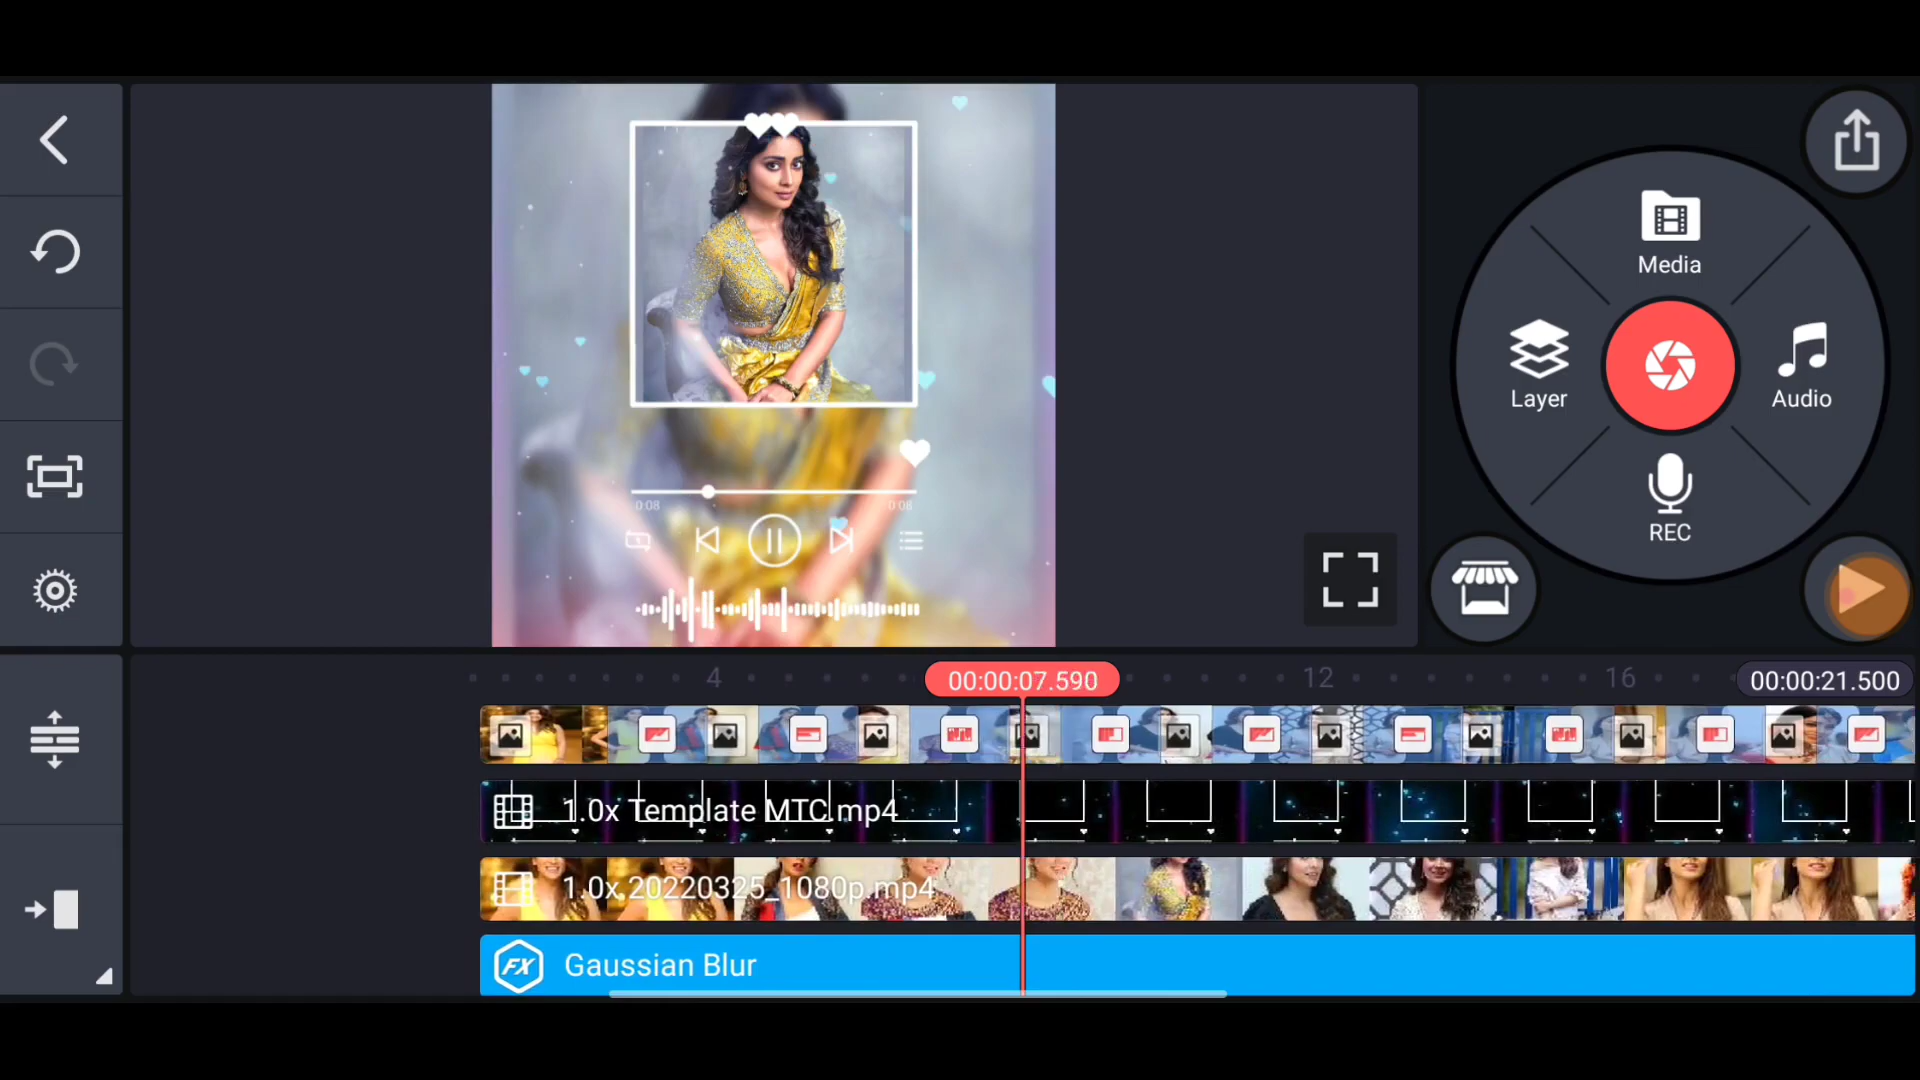 Media
Layer
Audio
REC
0:08
0:08
4
00:00:07.590
12
16
00:00:21.500
1.0x Template MTC.mp4
1.0x 20220325_1080p.mp4
FX Gaussian Blur